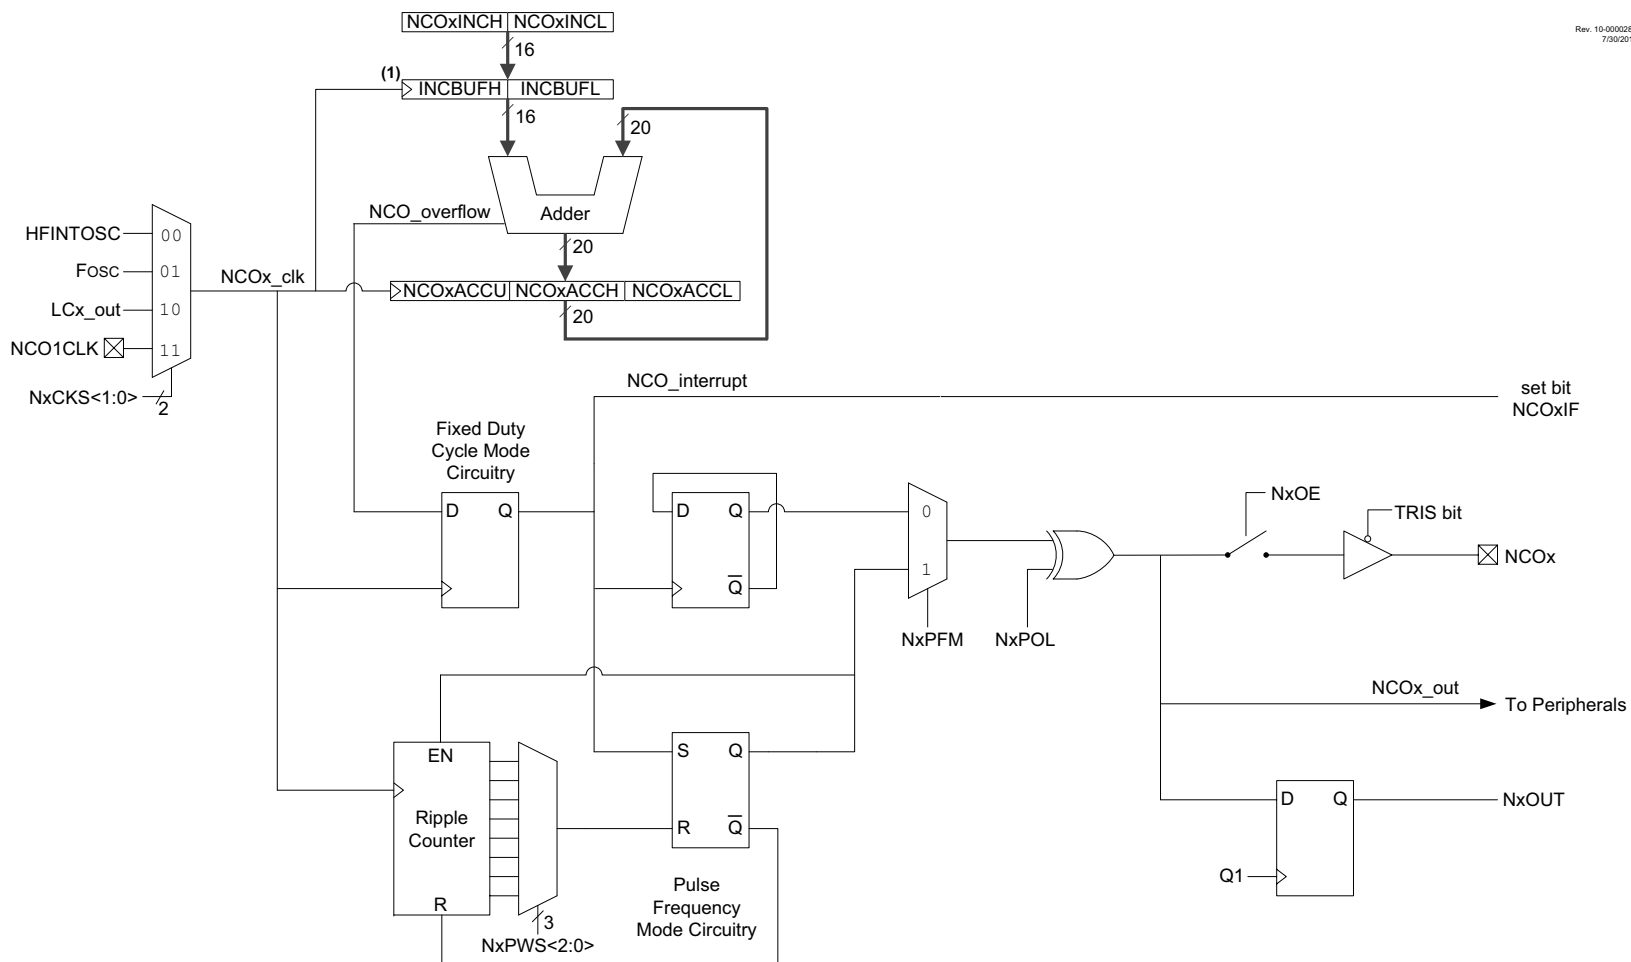 NCOxINCH NCOxINCL
Rev. 10-000028
7/30/201
16
(1)
INCBUFH INCBUFL
16
20
Adder
NCO_overflow
20
HFINTOSC
00
FOSC
01
NCOx_clk
NCOxACCU NCOxACCH NCOxACCL
LCx_out
10
20
NCO1CLK
11
NxCKS<1:0>
2
NCO_interrupt
set bit
NCOxIF
Fixed Duty
Cycle Mode
Circuitry
D Q
D Q
Q
0
1
NxPFM
NxPOL
NxOE
TRIS bit
NCOx
NCOx_out
To Peripherals
EN
Ripple
Counter
R
3
NxPWS<2:0>
S Q
R Q
Pulse
Frequency
Mode Circuitry
D Q
NxOUT
Q1